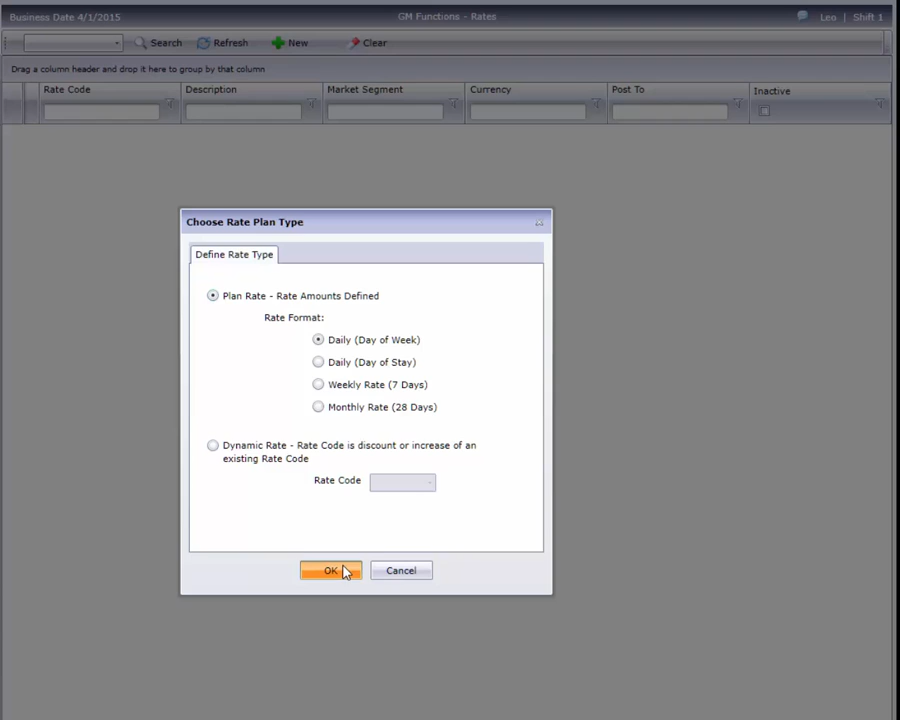 Business Date 4/1/2015 GM Functions - Rates Leo | Shift 1
Search Refresh New Clear
Drag a column header and drop it here to group by that column
Rate Code Description Market Segment Currency Post To Inactive
Choose Rate Plan Type
Define Rate Type
Plan Rate - Rate Amounts Defined
Rate Format:
Daily (Day of Week)
Daily (Day of Stay)
Weekly Rate (7 Days)
Monthly Rate (28 Days)
Dynamic Rate - Rate Code is discount or increase of an
existing Rate Code
Rate Code
OK Cancel